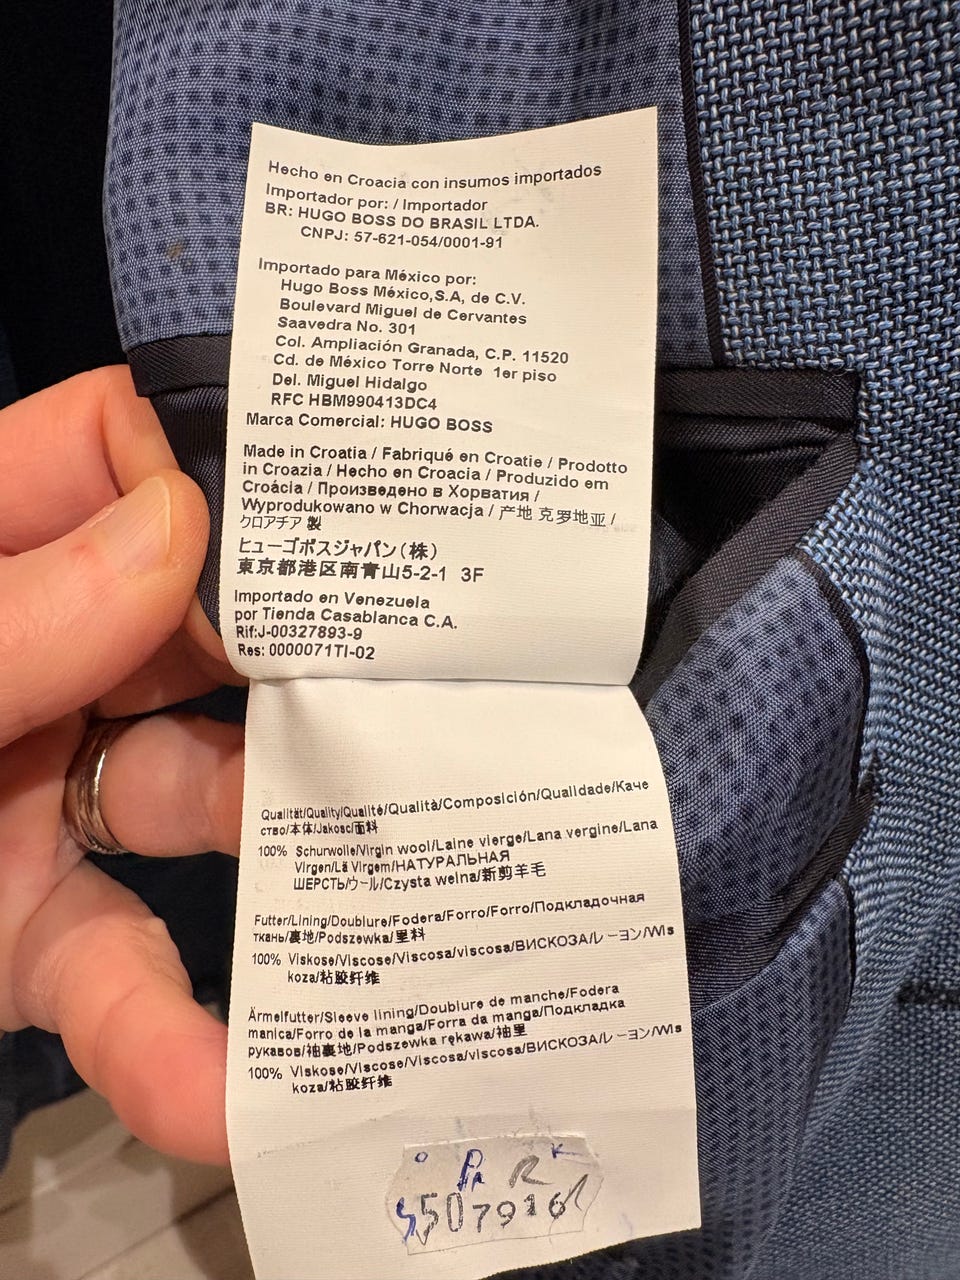 Hecho en Croacia con insumos importados
Importador por: / Importador
BR: HUGO BOSS DO BRASIL LTDA.
CNPJ: 57-621-054/0001-91
Importado para México por:
Hugo Boss México,S.A, de C.V.
Boulevard Miguel de Cervantes
Saavedra No. 301
Col. Ampliación Granada, C.P. 11520
Cd. de México Torre Norte 1er piso
Del. Miguel Hidalgo
RFC HBM990413DC4
Marca Comercial: HUGO BOSS
Made in Croatia / Fabriqué en Croatie / Prodotto
in Croazia / Hecho en Croacia / Produzido em
Croácia / Произведено в Хорватия /
Wyprodukowano w Chorwacja / 产地 克罗地亚 /
クロアチア 製
ヒューゴボスジャパン(株)
東京都港区南青山5-2-1 3F
Importado en Venezuela
por Tienda Casablanca C.A.
Rif:J-00327893-9
Res: 0000071TI-02
Qualität/Quality/Qualité/Qualità/Composición/Qualidade/Каче
ство/本体/Jakosc/面料
100% Schurwolle/Virgin wool/Laine vierge/Lana vergine/Lana
Virgen/Lã Virgem/НАТУРАЛЬНАЯ
ШЕРСТЬ/ウール/Czysta wełna/新剪羊毛
Futter/Lining/Doublure/Fodera/Forro/Forro/Подкладочная
ткань/裏地/Podszewka/里料
100% Viskose/Viscose/Viscosa/viscosa/ВИСКОЗА/レーヨン/Wis
koza/粘胶纤维
Ärmelfutter/Sleeve lining/Doublure de manche/Fodera
manica/Forro de la manga/Forra da manga/Подкладка
рукавов/袖裏地/Podszewka rękawa/袖里
100% Viskose/Viscose/Viscosa/viscosa/ВИСКОЗА/レーヨン/Wis
koza/粘胶纤维
507916